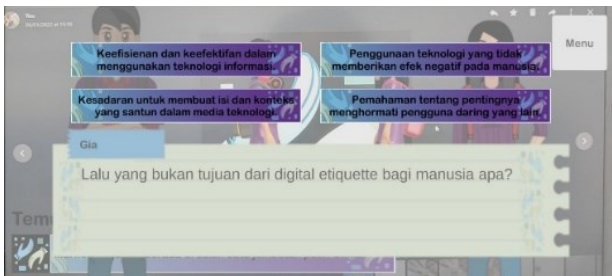 Menu
Keefisienan dan keefektifan dalam
menggunakan teknologi informasi.
Penggunaan teknologi yang tidak
memberikan efek negatif pada manusia.
Kesadaran untuk membuat isi dan konteks
yang santun dalam media teknologi.
Pemahaman tentang pentingnya
menghormati pengguna daring yang lain.
Gia
Lalu yang bukan tujuan dari digital etiquette bagi manusia apa?